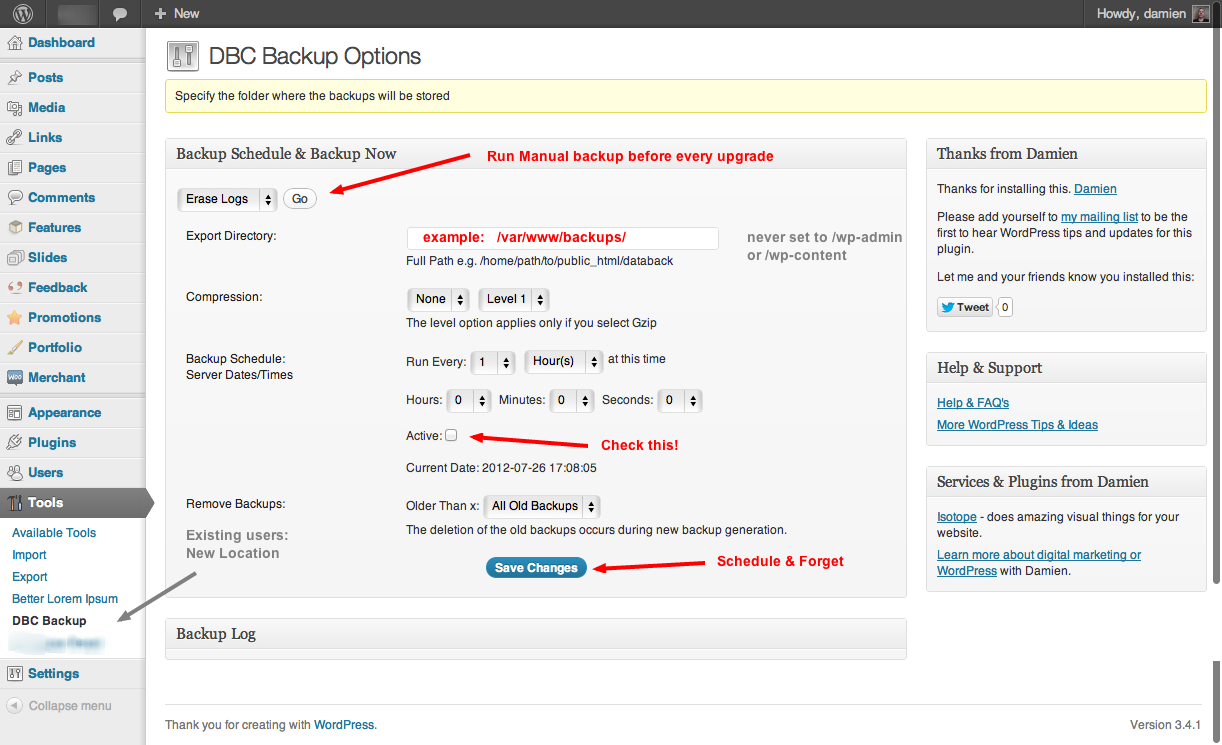 New
Howdy, damien
Dashboard
Posts
Media
Links
Pages
Comments
Features
Slides
Feedback
Promotions
Portfolio
Merchant
Appearance
Plugins
Users
Tools
Available Tools
Import
Export
Better Lorem Ipsum
DBC Backup
Settings
Collapse menu
DBC Backup Options
Specify the folder where the backups will be stored
Backup Schedule & Backup Now
Run Manual backup before every upgrade
Erase Logs Go
Export Directory:
example: /var/www/backups/
never set to /wp-admin
or /wp-content
Full Path e.g. /home/path/to/public_html/databack
Compression:
None Level 1
The level option applies only if you select Gzip
Backup Schedule:
Server Dates/Times
Run Every: 1 Hour(s) at this time
Hours: 0 Minutes: 0 Seconds: 0
Active:
Check this!
Current Date: 2012-07-26 17:08:05
Remove Backups:
Older Than x: All Old Backups
The deletion of the old backups occurs during new backup generation.
Existing users:
New Location
Save Changes
Schedule & Forget
Backup Log
Thanks from Damien
Thanks for installing this. Damien
Please add yourself to my mailing list to be the
first to hear WordPress tips and updates for this
plugin.
Let me and your friends know you installed this:
Tweet 0
Help & Support
Help & FAQ's
More WordPress Tips & Ideas
Services & Plugins from Damien
Isotope - does amazing visual things for your
website.
Learn more about digital marketing or
WordPress with Damien.
Thank you for creating with WordPress.
Version 3.4.1